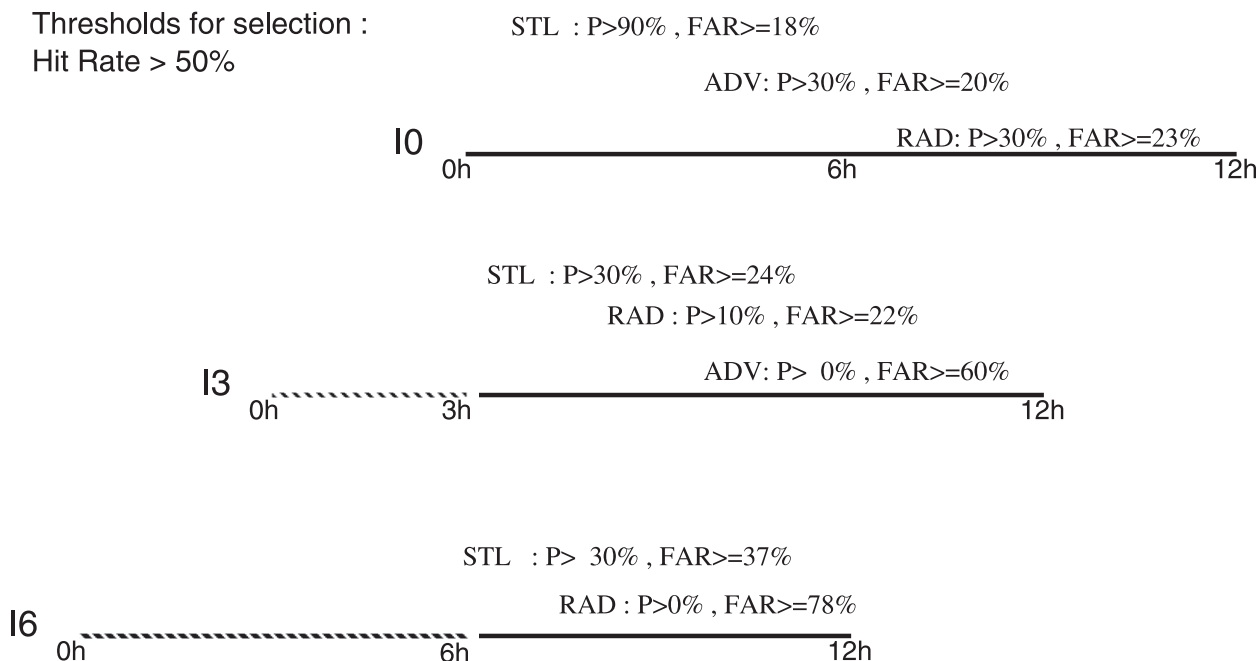 Thresholds for selection :
Hit Rate > 50%
STL : P>90% , FAR>=18%
ADV: P>30% , FAR>=20%
RAD: P>30% , FAR>=23%
I0
0h 6h 12h
STL : P>30% , FAR>=24%
RAD : P>10% , FAR>=22%
ADV: P> 0% , FAR>=60%
I3
0h 3h 12h
STL : P> 30% , FAR>=37%
RAD : P>0% , FAR>=78%
I6
0h 6h 12h